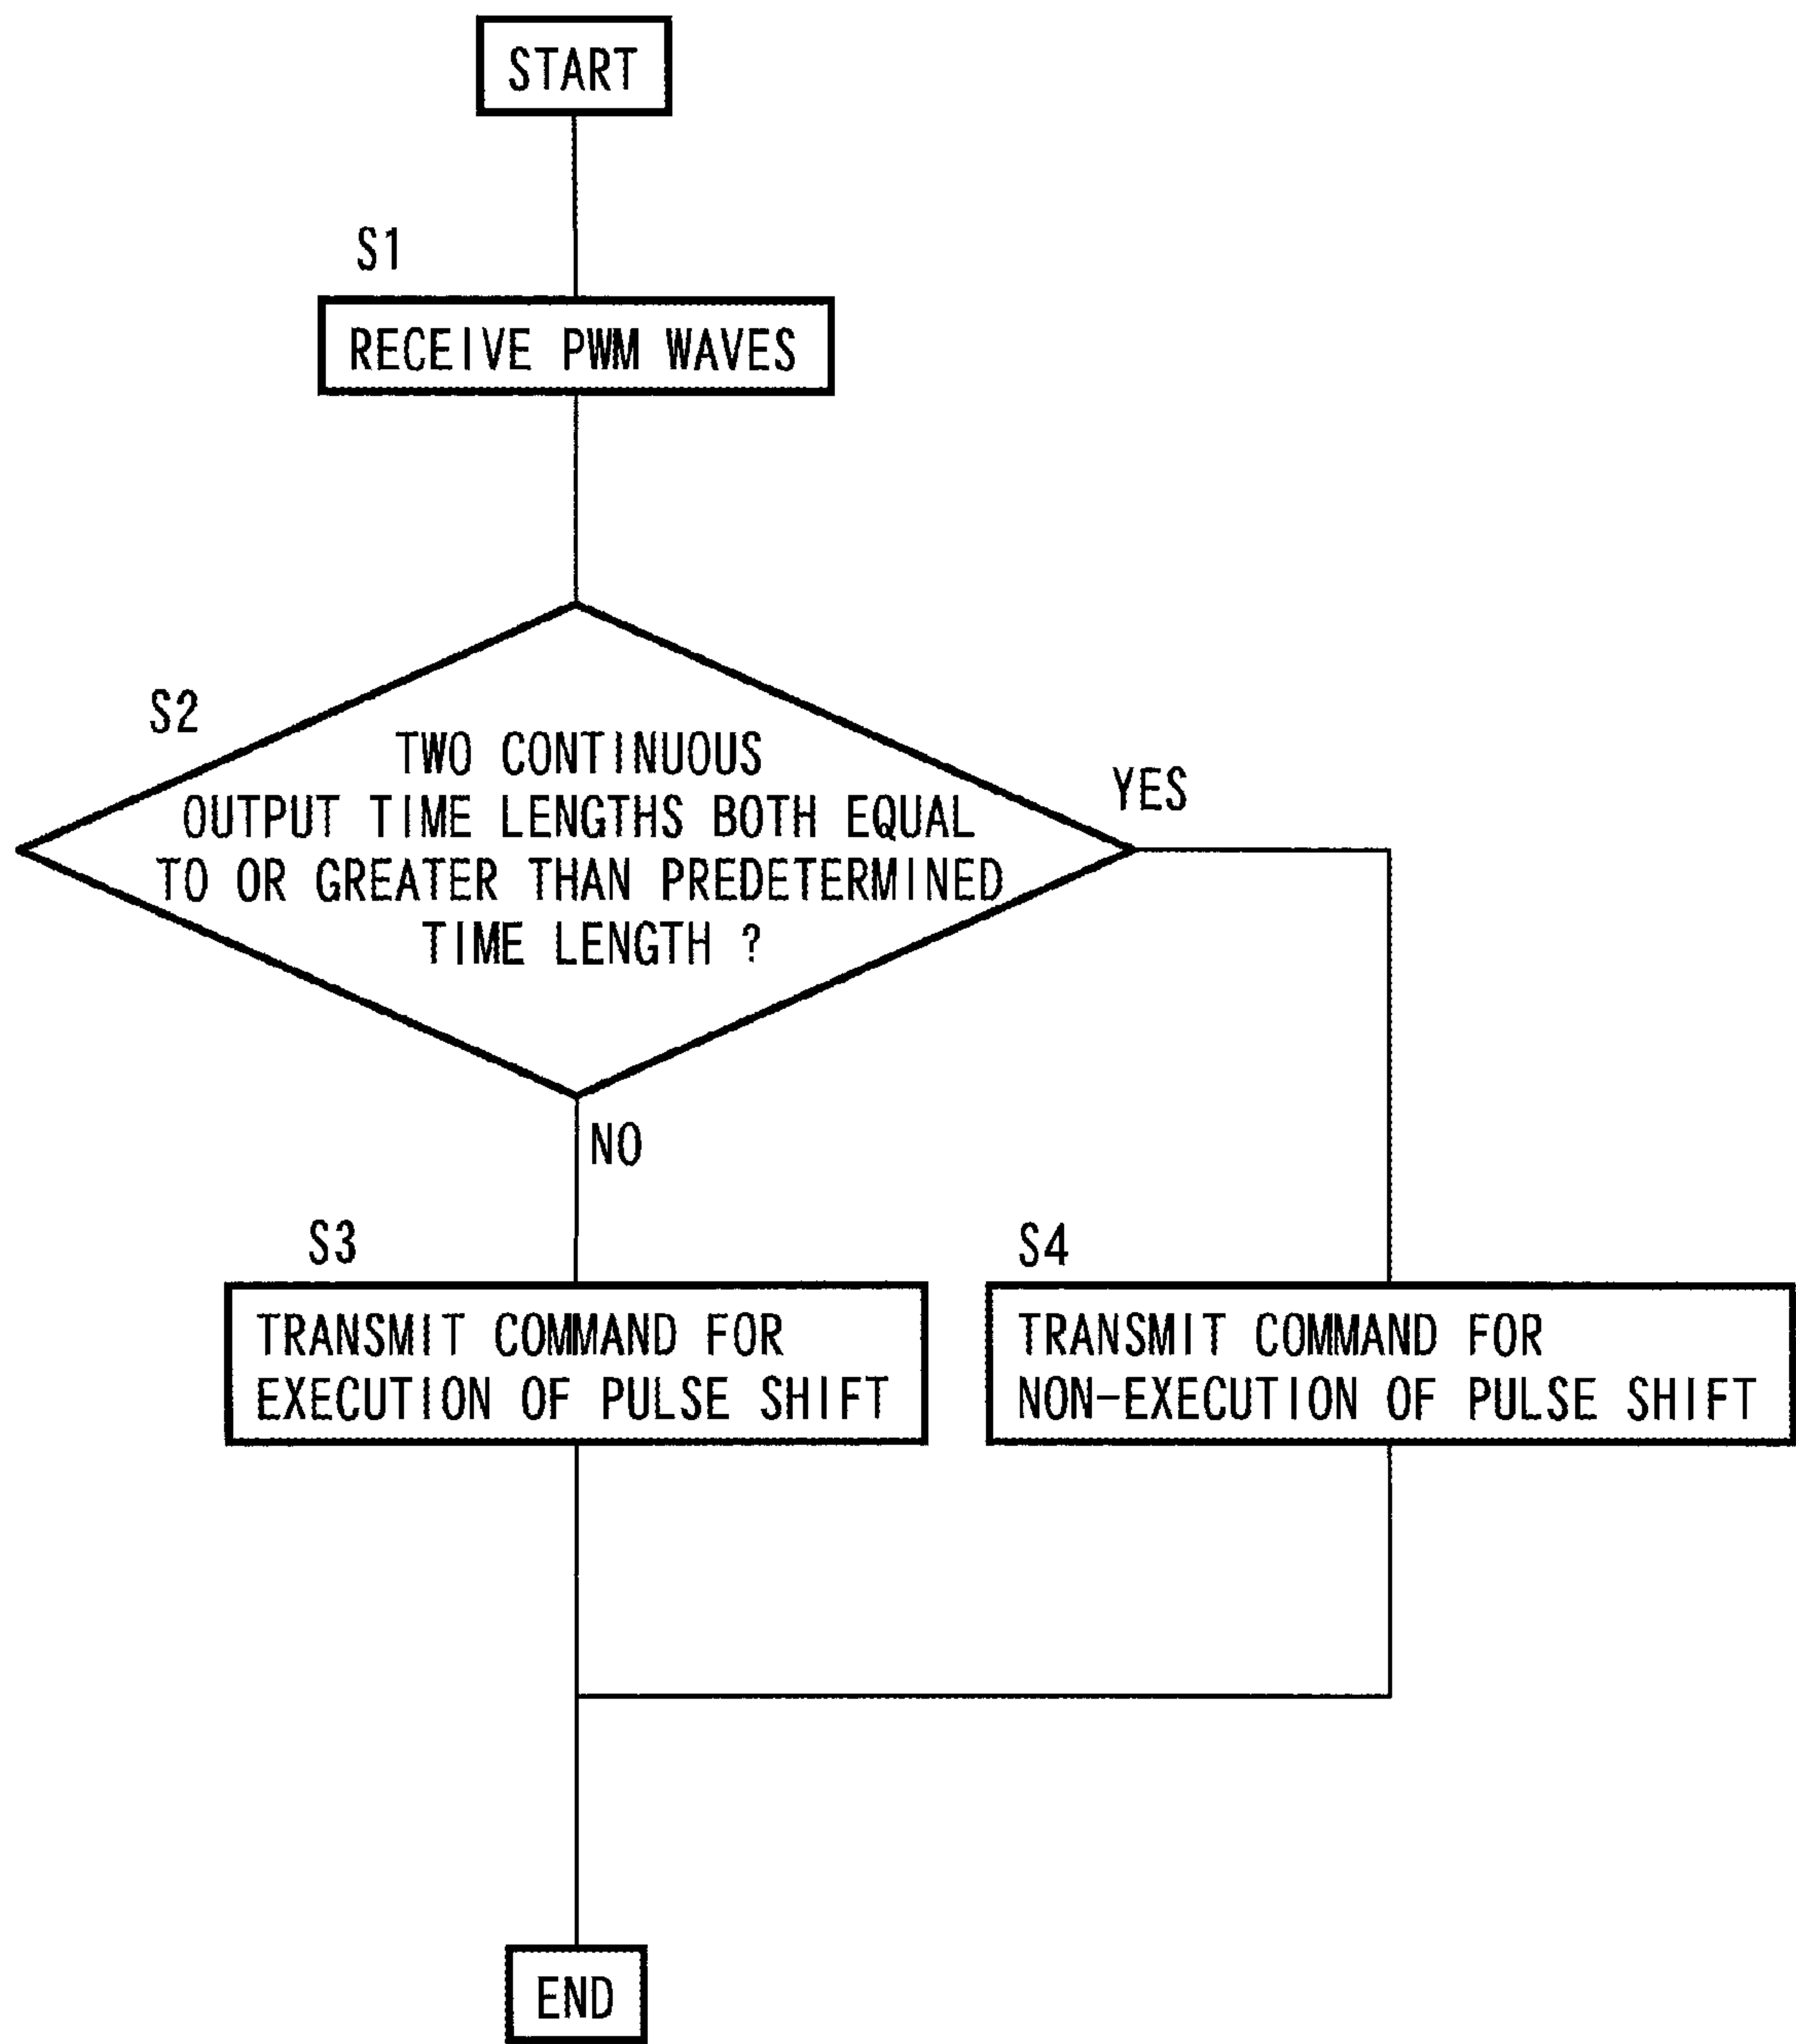 START
S1
RECEIVE PWM WAVES
S2
TWO CONTINUOUS
OUTPUT TIME LENGTHS BOTH EQUAL
TO OR GREATER THAN PREDETERMINED
TIME LENGTH ?
YES
NO
S3
TRANSMIT COMMAND FOR
EXECUTION OF PULSE SHIFT
S4
TRANSMIT COMMAND FOR
NON-EXECUTION OF PULSE SHIFT
END